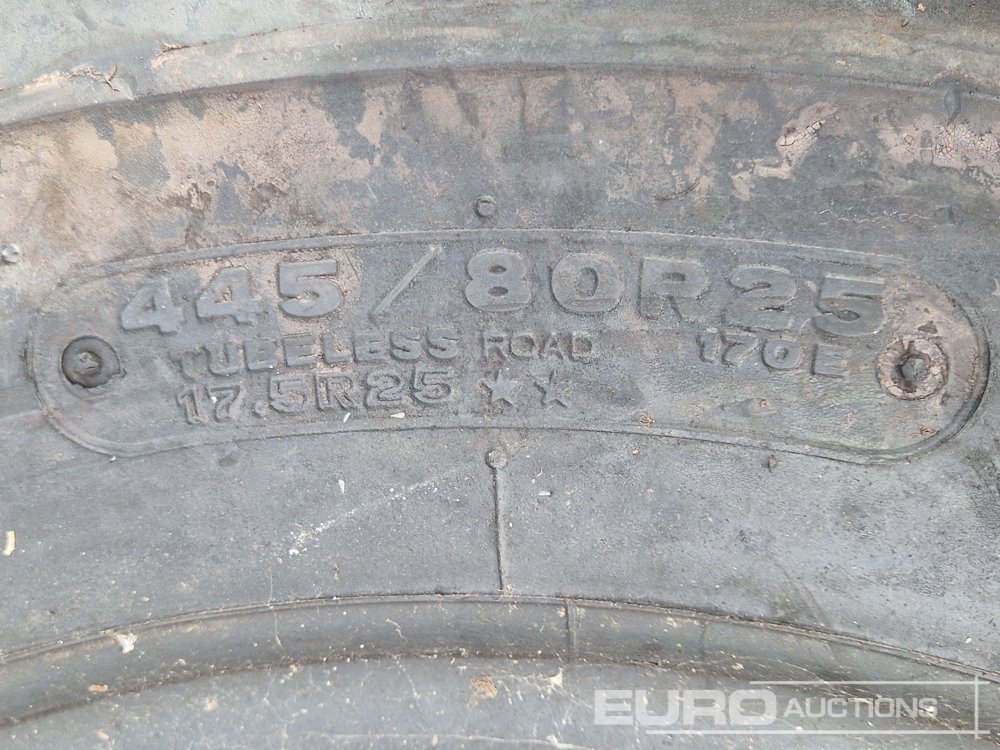 445/80R25
TUBELESS ROAD 170E
17.5R25 ★★
EURO AUCTIONS